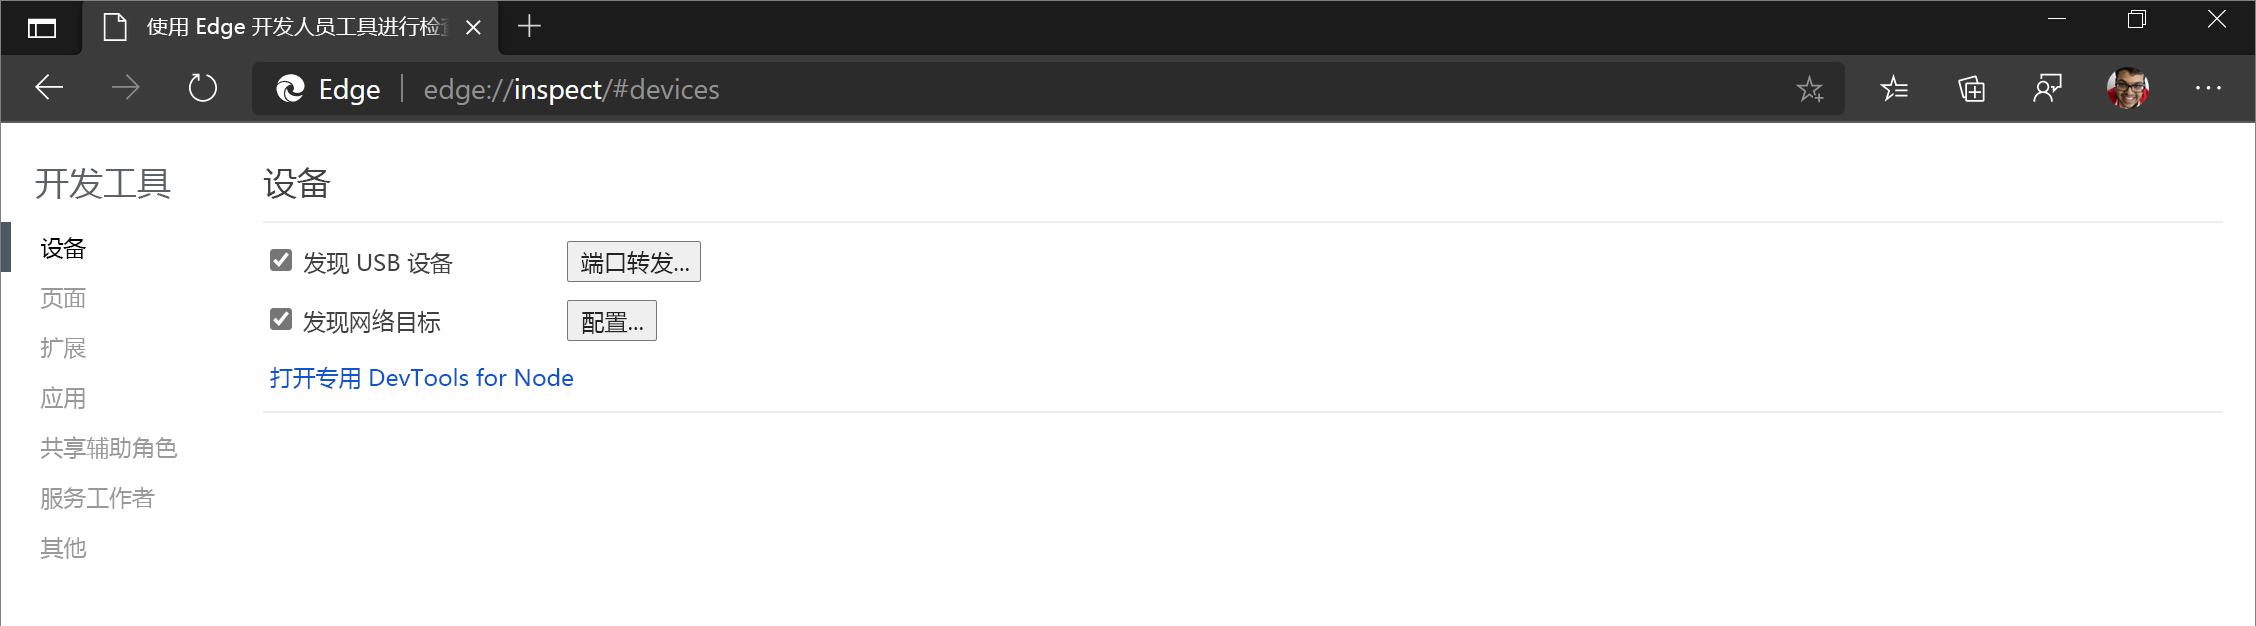 使用 Edge 开发人员工具进行检查
Edge
edge://inspect/#devices
开发工具
设备
页面
扩展
应用
共享辅助角色
服务工作者
其他
设备
发现 USB 设备
端口转发...
发现网络目标
配置...
打开专用 DevTools for Node